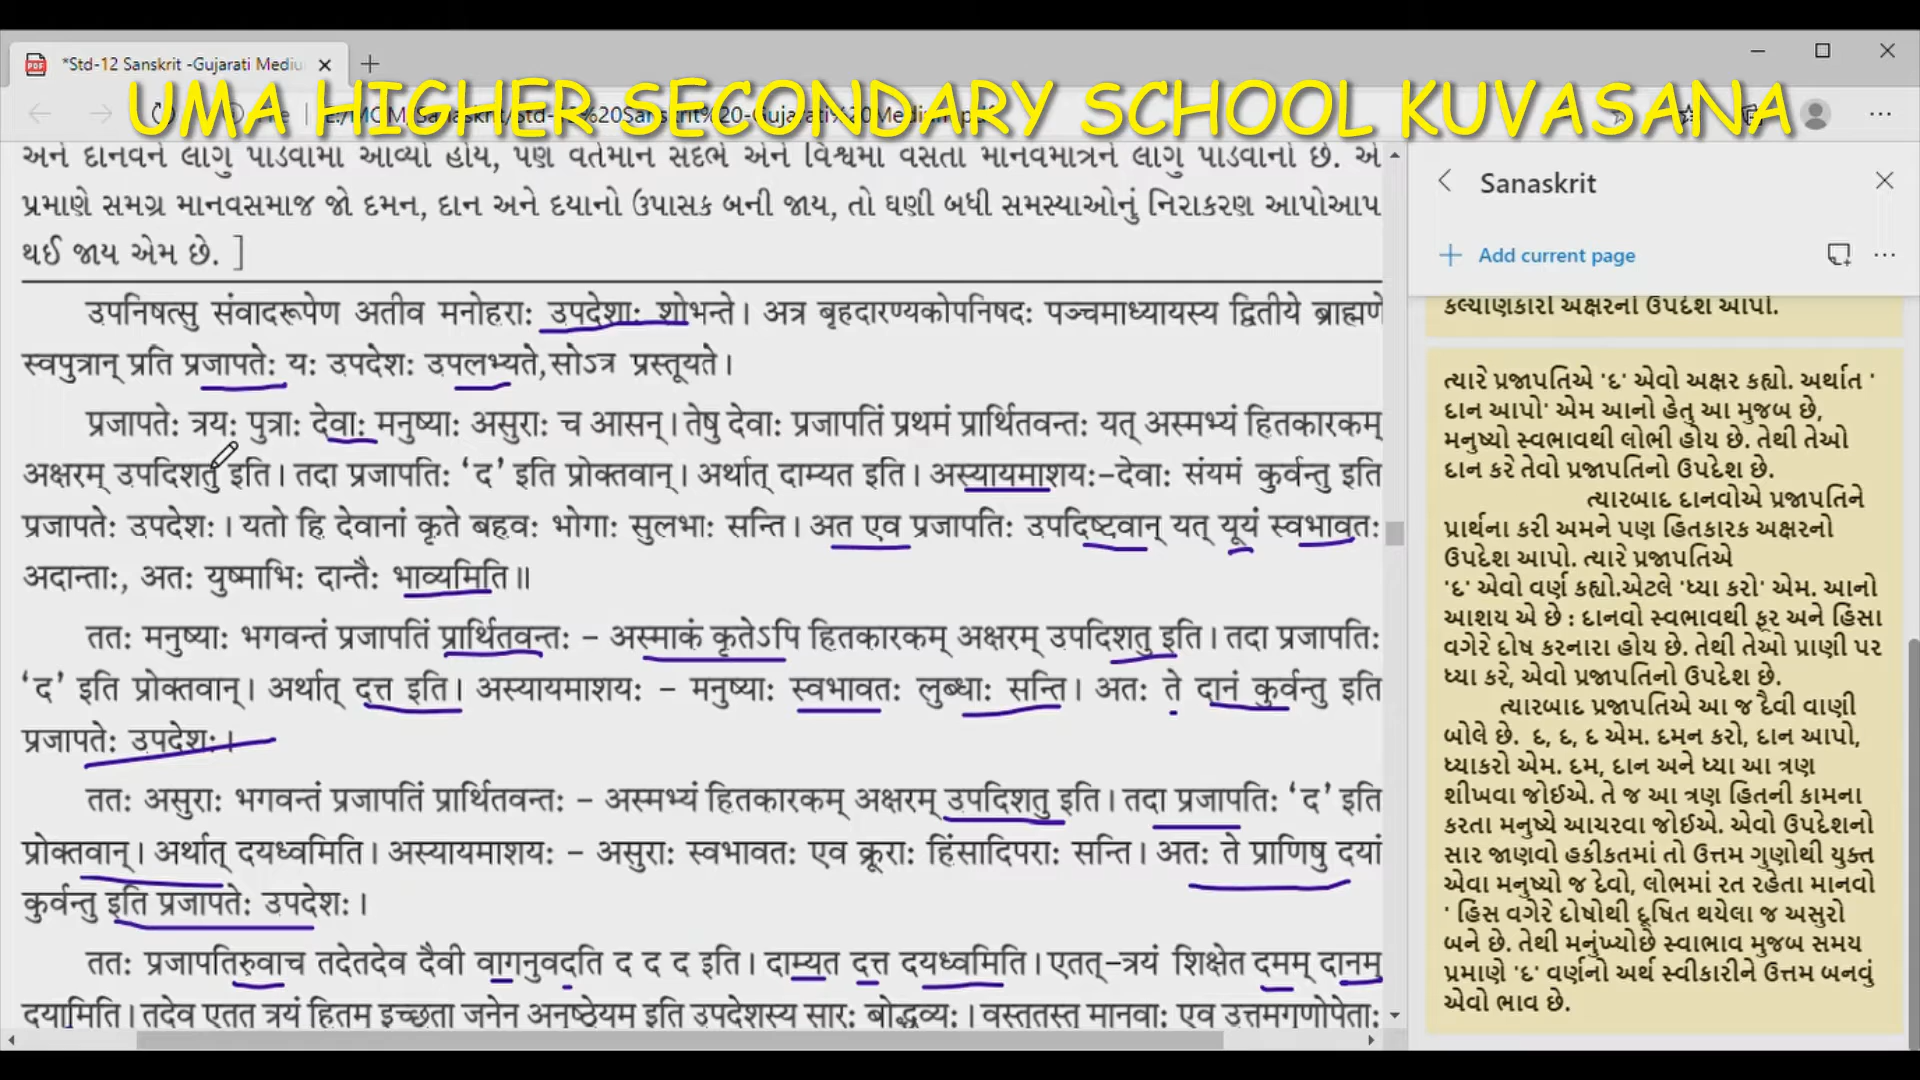 *Std-12 Sanskrit -Gujarati Mediu
UMA HIGHER SECONDARY SCHOOL KUVASANA
અને દાનવને લાગુ પાડવામાં આવ્યો હોય, પણ વર્તમાન સંદર્ભે એને વિશ્વમાં વસતા માનવમાત્રને લાગુ પાડવાનો છે. એ
પ્રમાણે સમગ્ર માનવસમાજ જો દમન, દાન અને દયાનો ઉપાસક બની જાય, તો ઘણી બધી સમસ્યાઓનું નિરાકરણ આપોઆપ
થઈ જાય એમ છે. ]
उपनिषत्सु संवादरूपेण अतीव मनोहराः उपदेशाः शोभन्ते। अत्र बृहदारण्यकोपनिषदः पञ्चमाध्यायस्य द्वितीये ब्राह्मणे
स्वपुत्रान् प्रति प्रजापतेः यः उपदेशः उपलभ्यते, सोऽत्र प्रस्तूयते।
प्रजापतेः त्रयः पुत्राः देवाः मनुष्याः असुराः च आसन्। तेषु देवाः प्रजापतिं प्रथमं प्रार्थितवन्तः यत् अस्मभ्यं हितकारकम्
अक्षरम् उपदिशतु इति। तदा प्रजापतिः ‘द’ इति प्रोक्तवान्। अर्थात् दाम्यत इति। अस्यायमाशयः-देवाः संयमं कुर्वन्तु इति
प्रजापतेः उपदेशः। यतो हि देवानां कृते बहवः भोगाः सुलभाः सन्ति। अत एव प्रजापतिः उपदिष्टवान् यत् यूयं स्वभावतः
अदान्ताः, अतः युष्माभिः दान्तैः भाव्यमिति॥
ततः मनुष्याः भगवन्तं प्रजापतिं प्रार्थितवन्तः - अस्माकं कृतेऽपि हितकारकम् अक्षरम् उपदिशतु इति। तदा प्रजापतिः
‘द’ इति प्रोक्तवान्। अर्थात् दत्त इति। अस्यायमाशयः - मनुष्याः स्वभावतः लुब्धाः सन्ति। अतः ते दानं कुर्वन्तु इति
प्रजापतेः उपदेशः।
ततः असुराः भगवन्तं प्रजापतिं प्रार्थितवन्तः - अस्मभ्यं हितकारकम् अक्षरम् उपदिशतु इति। तदा प्रजापतिः ‘द’ इति
प्रोक्तवान्। अर्थात् दयध्वमिति। अस्यायमाशयः - असुराः स्वभावतः एव क्रूराः हिंसादिपराः सन्ति। अतः ते प्राणिषु दयां
कुर्वन्तु इति प्रजापतेः उपदेशः।
ततः प्रजापतिरुवाच तदेतदेव दैवी वागनुवदति द द द इति। दाम्यत दत्त दयध्वमिति। एतत्-त्रयं शिक्षेत दमम् दानम्
दयामिति। तदेव एतत् त्रयं हितम् इच्छता जनेन अनुष्ठेयम् इति उपदेशस्य सारः बोद्धव्यः। वस्तुतस्तु मानवाः एव उत्तमगुणोपेताः
Sanaskrit
Add current page
કલ્યાણકારી અક્ષરનો ઉપદેશ આપો.
ત્યારે પ્રજાપતિએ 'દ' એવો અક્ષર કહ્યો. અર્થાત '
દાન આપો' એમ આનો હેતુ આ મુજબ છે,
મનુષ્યો સ્વભાવથી લોભી હોય છે. તેથી તેઓ
દાન કરે તેવો પ્રજાપતિનો ઉપદેશ છે.
ત્યારબાદ દાનવોએ પ્રજાપતિને
પ્રાર્થના કરી અમને પણ હિતકારક અક્ષરનો
ઉપદેશ આપો. ત્યારે પ્રજાપતિએ
'દ' એવો વર્ણ કહ્યો.એટલે 'ધ્યા કરો' એમ. આનો
આશય એ છે : દાનવો સ્વભાવથી ફૂર અને હિસા
વગેરે દોષ કરનારા હોય છે. તેથી તેઓ પ્રાણી પર
ધ્યા કરે, એવો પ્રજાપતિનો ઉપદેશ છે.
ત્યારબાદ પ્રજાપતિએ આ જ દૈવી વાણી
બોલે છે. દ, દ, દ એમ. દમન કરો, દાન આપો,
ધ્યાકરો એમ. દમ, દાન અને ધ્યા આ ત્રણ
શીખવા જોઈએ. તે જ આ ત્રણ હિતની કામના
કરતા મનુષ્યે આચરવા જોઈએ. એવો ઉપદેશનો
સાર જાણવો હકીકતમાં તો ઉત્તમ ગુણોથી યુક્ત
એવા મનુષ્યો જ દેવો, લોભમાં રત રહેતા માનવો
' હિસ વગેરે દોષોથી દૂષિત થયેલા જ અસુરો
બને છે. તેથી મનુંખ્યોછે સ્વાભાવ મુજબ સમય
પ્રમાણે 'દ' વર્ણનો અર્થ સ્વીકારીને ઉત્તમ બનવું
એવો ભાવ છે.